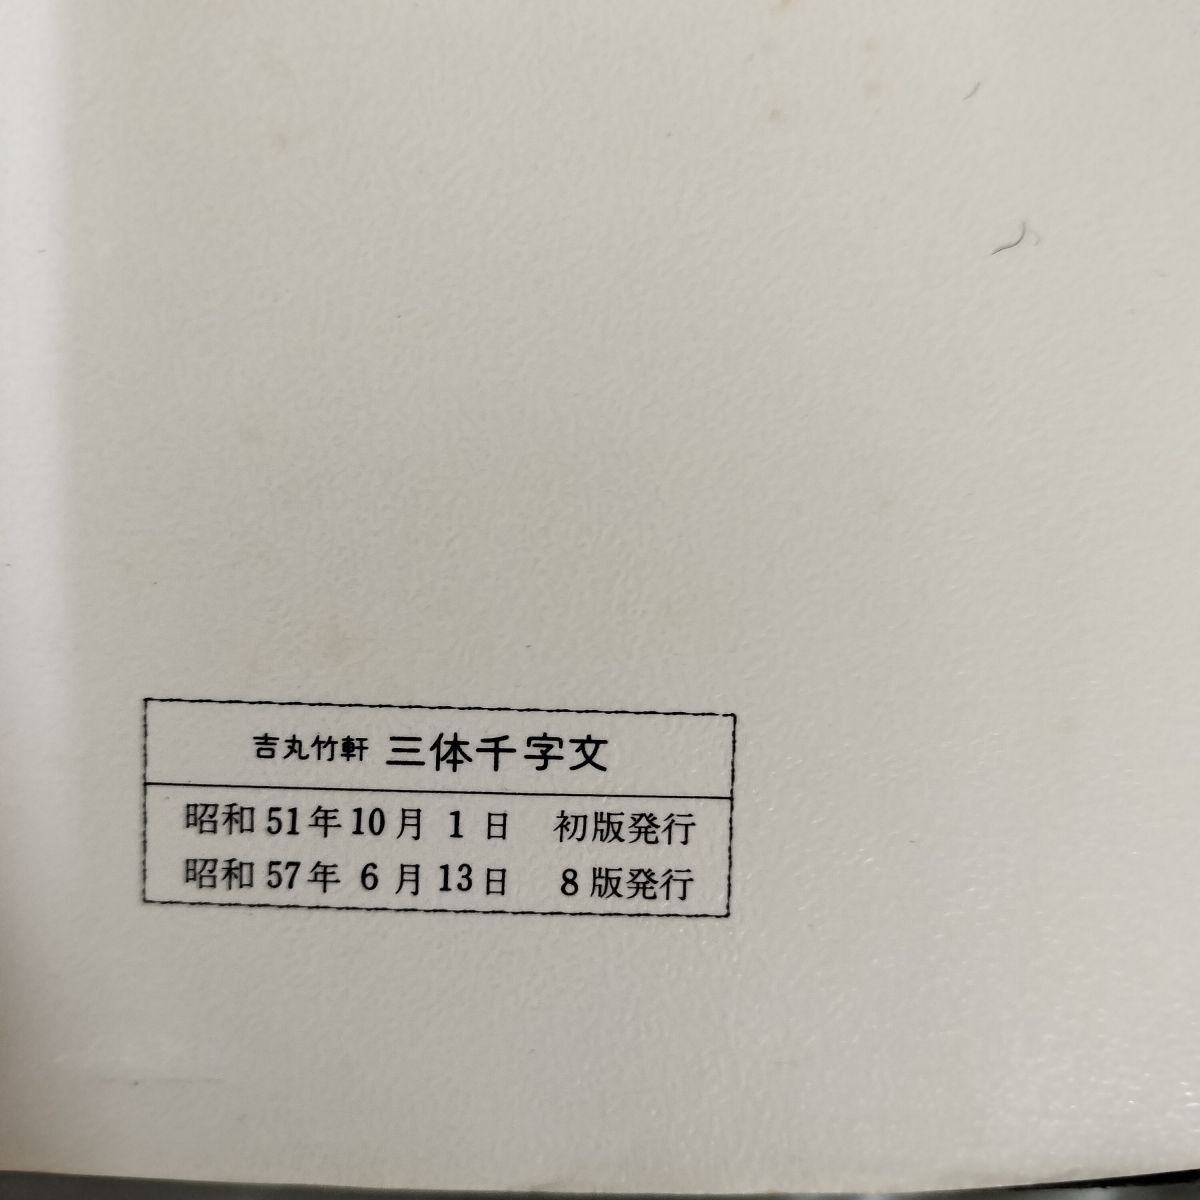 吉丸竹軒 三体千字文
昭和51年10月1日 初版発行
昭和57年6月13日 8版発行